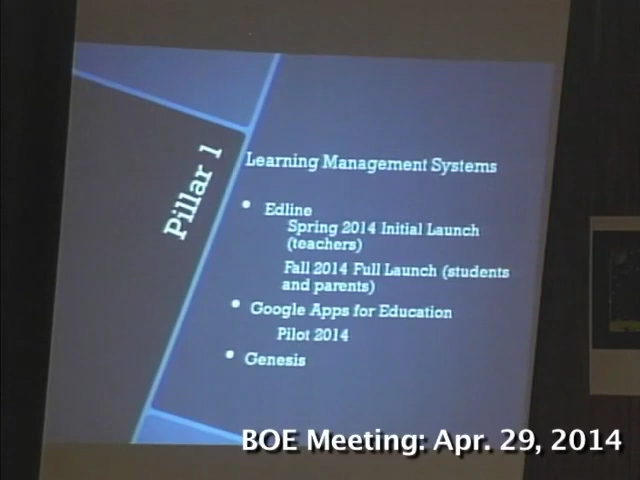 Pillar 1
Learning Management Systems
• Edline
Spring 2014 Initial Launch
(teachers)
Fall 2014 Full Launch (students
and parents)
• Google Apps for Education
Pilot 2014
• Genesis
BOE Meeting: Apr. 29, 2014